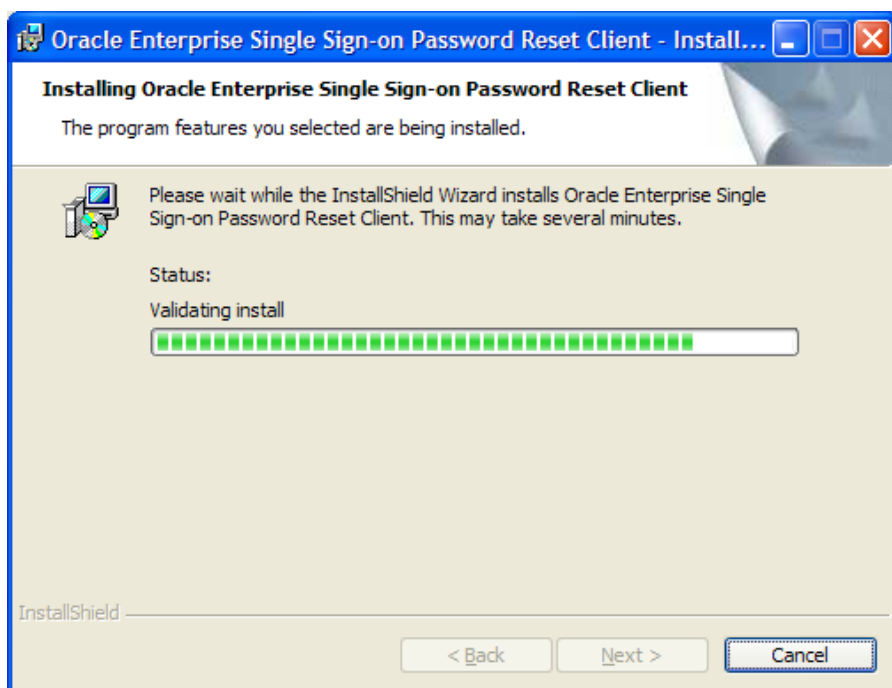 Oracle Enterprise Single Sign-on Password Reset Client - Install...
Installing Oracle Enterprise Single Sign-on Password Reset Client
The program features you selected are being installed.
Please wait while the InstallShield Wizard installs Oracle Enterprise Single
Sign-on Password Reset Client. This may take several minutes.
Status:
Validating install
InstallShield
< Back
Next >
Cancel